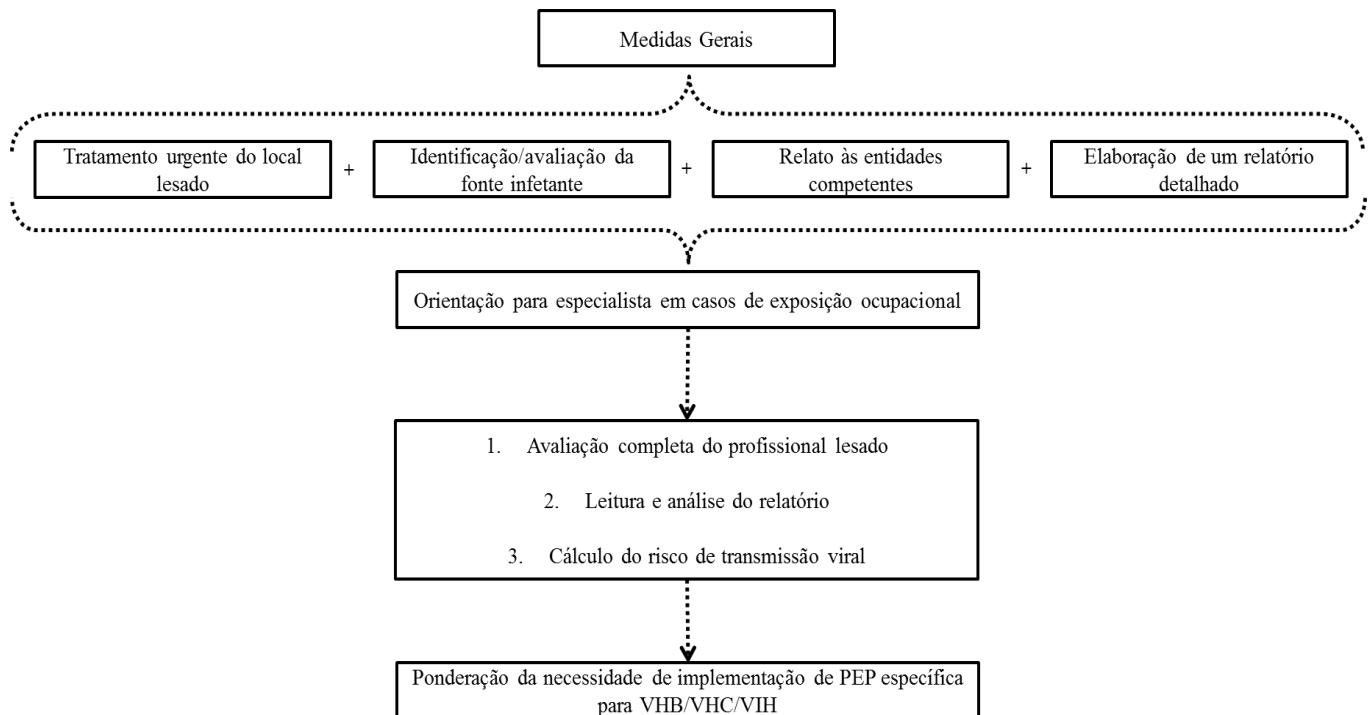 Medidas Gerais
Tratamento urgente do local
lesado
+
Identificação/avaliação da
fonte infetante
+
Relato às entidades
competentes
+
Elaboração de um relatório
detalhado
Orientação para especialista em casos de exposição ocupacional
1. Avaliação completa do profissional lesado
2. Leitura e análise do relatório
3. Cálculo do risco de transmissão viral
Ponderação da necessidade de implementação de PEP específica
para VHB/VHC/VIH